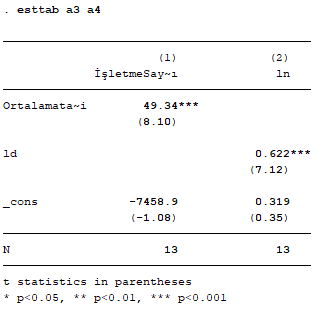 . esttab a3 a4
(1) (2)
İşletmeSay~ı ln
Ortalamata~i 49.34***
(8.10)
ld 0.622***
(7.12)
_cons -7458.9 0.319
(-1.08) (0.35)
N 13 13
t statistics in parentheses
* p<0.05, ** p<0.01, *** p<0.001